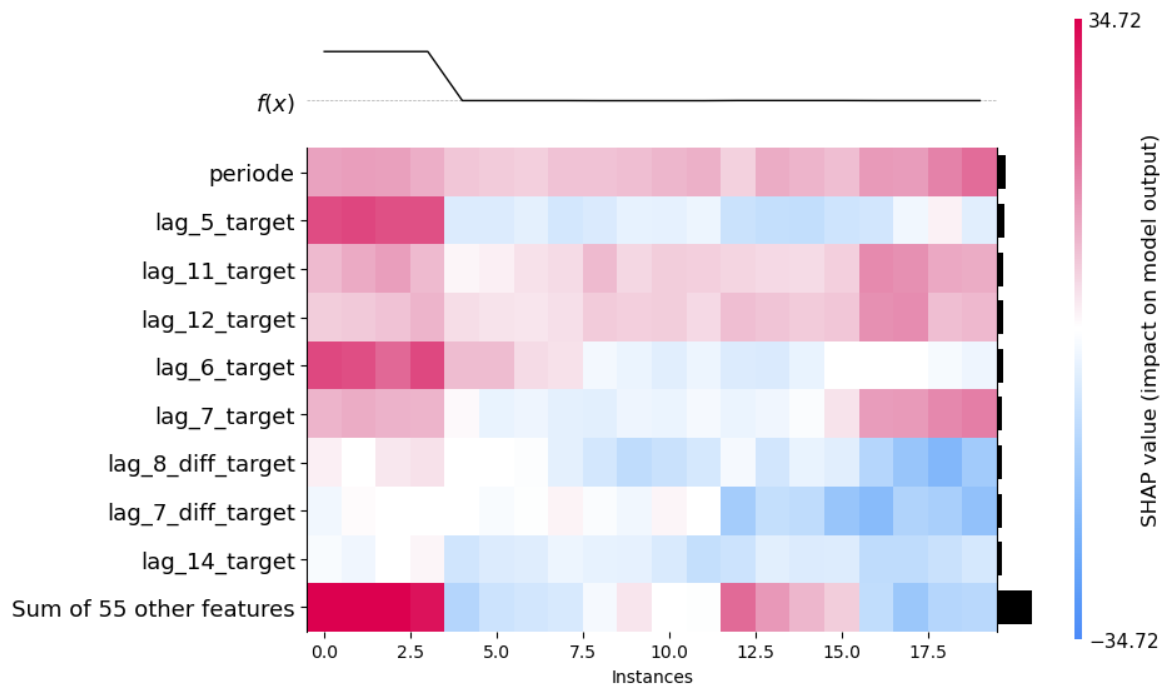 34.72
f(x)
periode
lag_5_target
lag_11_target
lag_12_target
lag_6_target
lag_7_target
lag_8_diff_target
lag_7_diff_target
lag_14_target
Sum of 55 other features
0.0 2.5 5.0 7.5 10.0 12.5 15.0 17.5
Instances
SHAP value (impact on model output)
−34.72